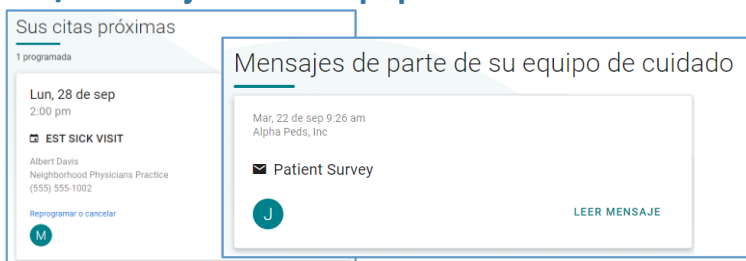 Sus citas próximas
1 programada
Lun, 28 de sep
2:00 pm
EST SICK VISIT
Albert Davis
Neighborhood Physicians Practice
(555) 555-1002
Reprogramar o cancelar
M
Mensajes de parte de su equipo de cuidado
Mar, 22 de sep 9:26 am
Alpha Peds, Inc
Patient Survey
J
LEER MENSAJE